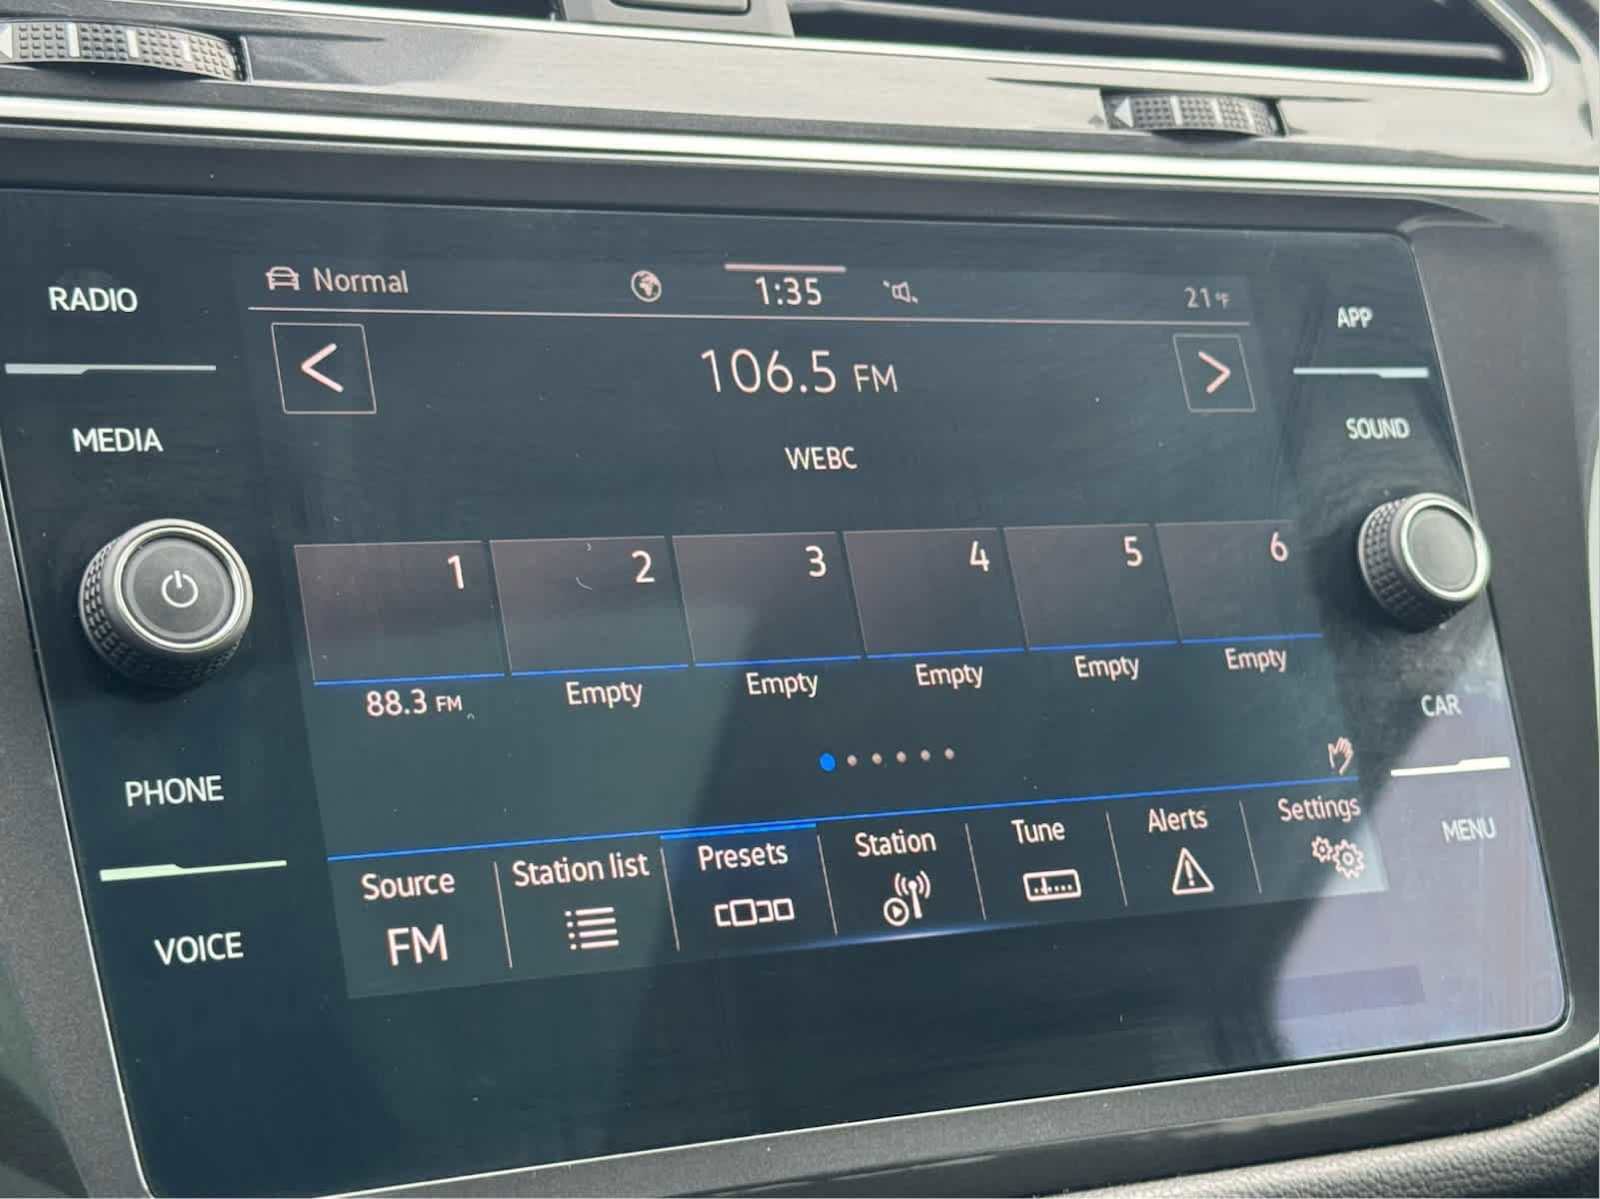 RADIO
Normal
1:35
21 °F
APP
106.5 FM
MEDIA
SOUND
WEBC
1 2 3 4 5 6
88.3 FM Empty Empty Empty Empty Empty
CAR
PHONE
Source Station list Presets Station Tune Alerts Settings
FM
MENU
VOICE